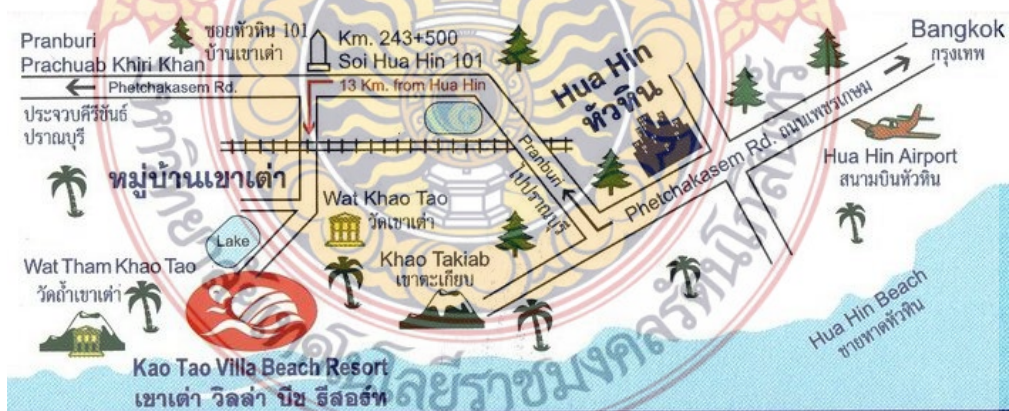 Pranburi
Prachuab Khiri Khan
Phetchakasem Rd.
ประจวบคีรีขันธ์
ปราณบุรี
ซอยหัวหิน 101
บ้านเขาเต่า
Km. 243+500
Soi Hua Hin 101
13 Km. from Hua Hin
Hua Hin
หัวหิน
Bangkok
กรุงเทพ
Phetchakasem Rd. ถนนเพชรเกษม
Hua Hin Airport
สนามบินหัวหิน
Pranburi
ไปปราณบุรี
หมู่บ้านเขาเต่า
Wat Khao Tao
วัดเขาเต่า
Lake
Khao Takiab
เขาตะเกียบ
Wat Tham Khao Tao
วัดถ้ำเขาเต่า
Hua Hin Beach
ชายหาดหัวหิน
Kao Tao Villa Beach Resort
เขาเต่า วิลล่า บีช รีสอร์ท